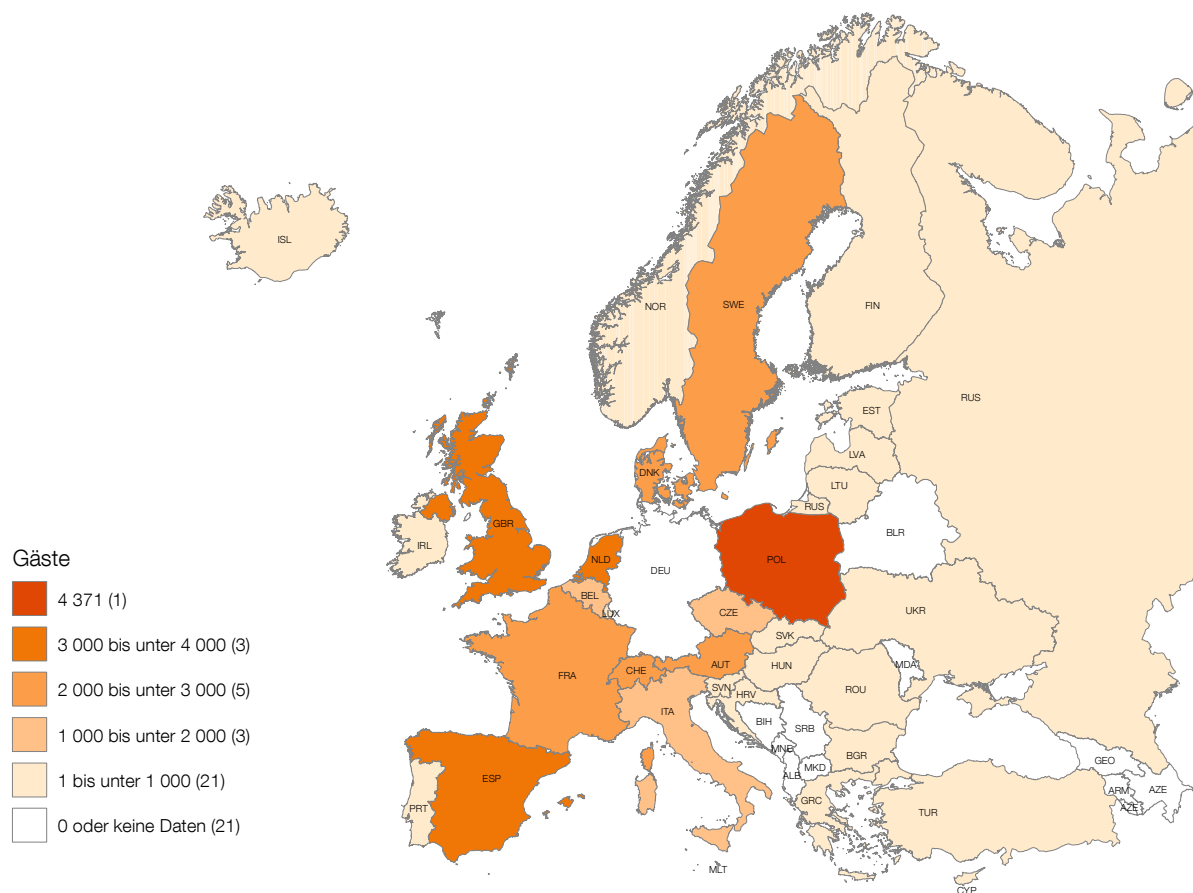 ISL
NOR
SWE
FIN
RUS
EST
LVA
LTU
RUS
DNK
BLR
GBR
IRL
NLD
POL
DEU
BEL
LUX
CZE
UKR
SVK
FRA
CHE
AUT
HUN
MDA
ROU
SVN
HRV
ITA
BIH
SRB
MNE
BGR
GEO
MKD
ALB
ESP
ARM
AZE
AZE
GRC
TUR
PRT
MLT
CYP
Gäste
4 371 (1)
3 000 bis unter 4 000 (3)
2 000 bis unter 3 000 (5)
1 000 bis unter 2 000 (3)
1 bis unter 1 000 (21)
0 oder keine Daten (21)